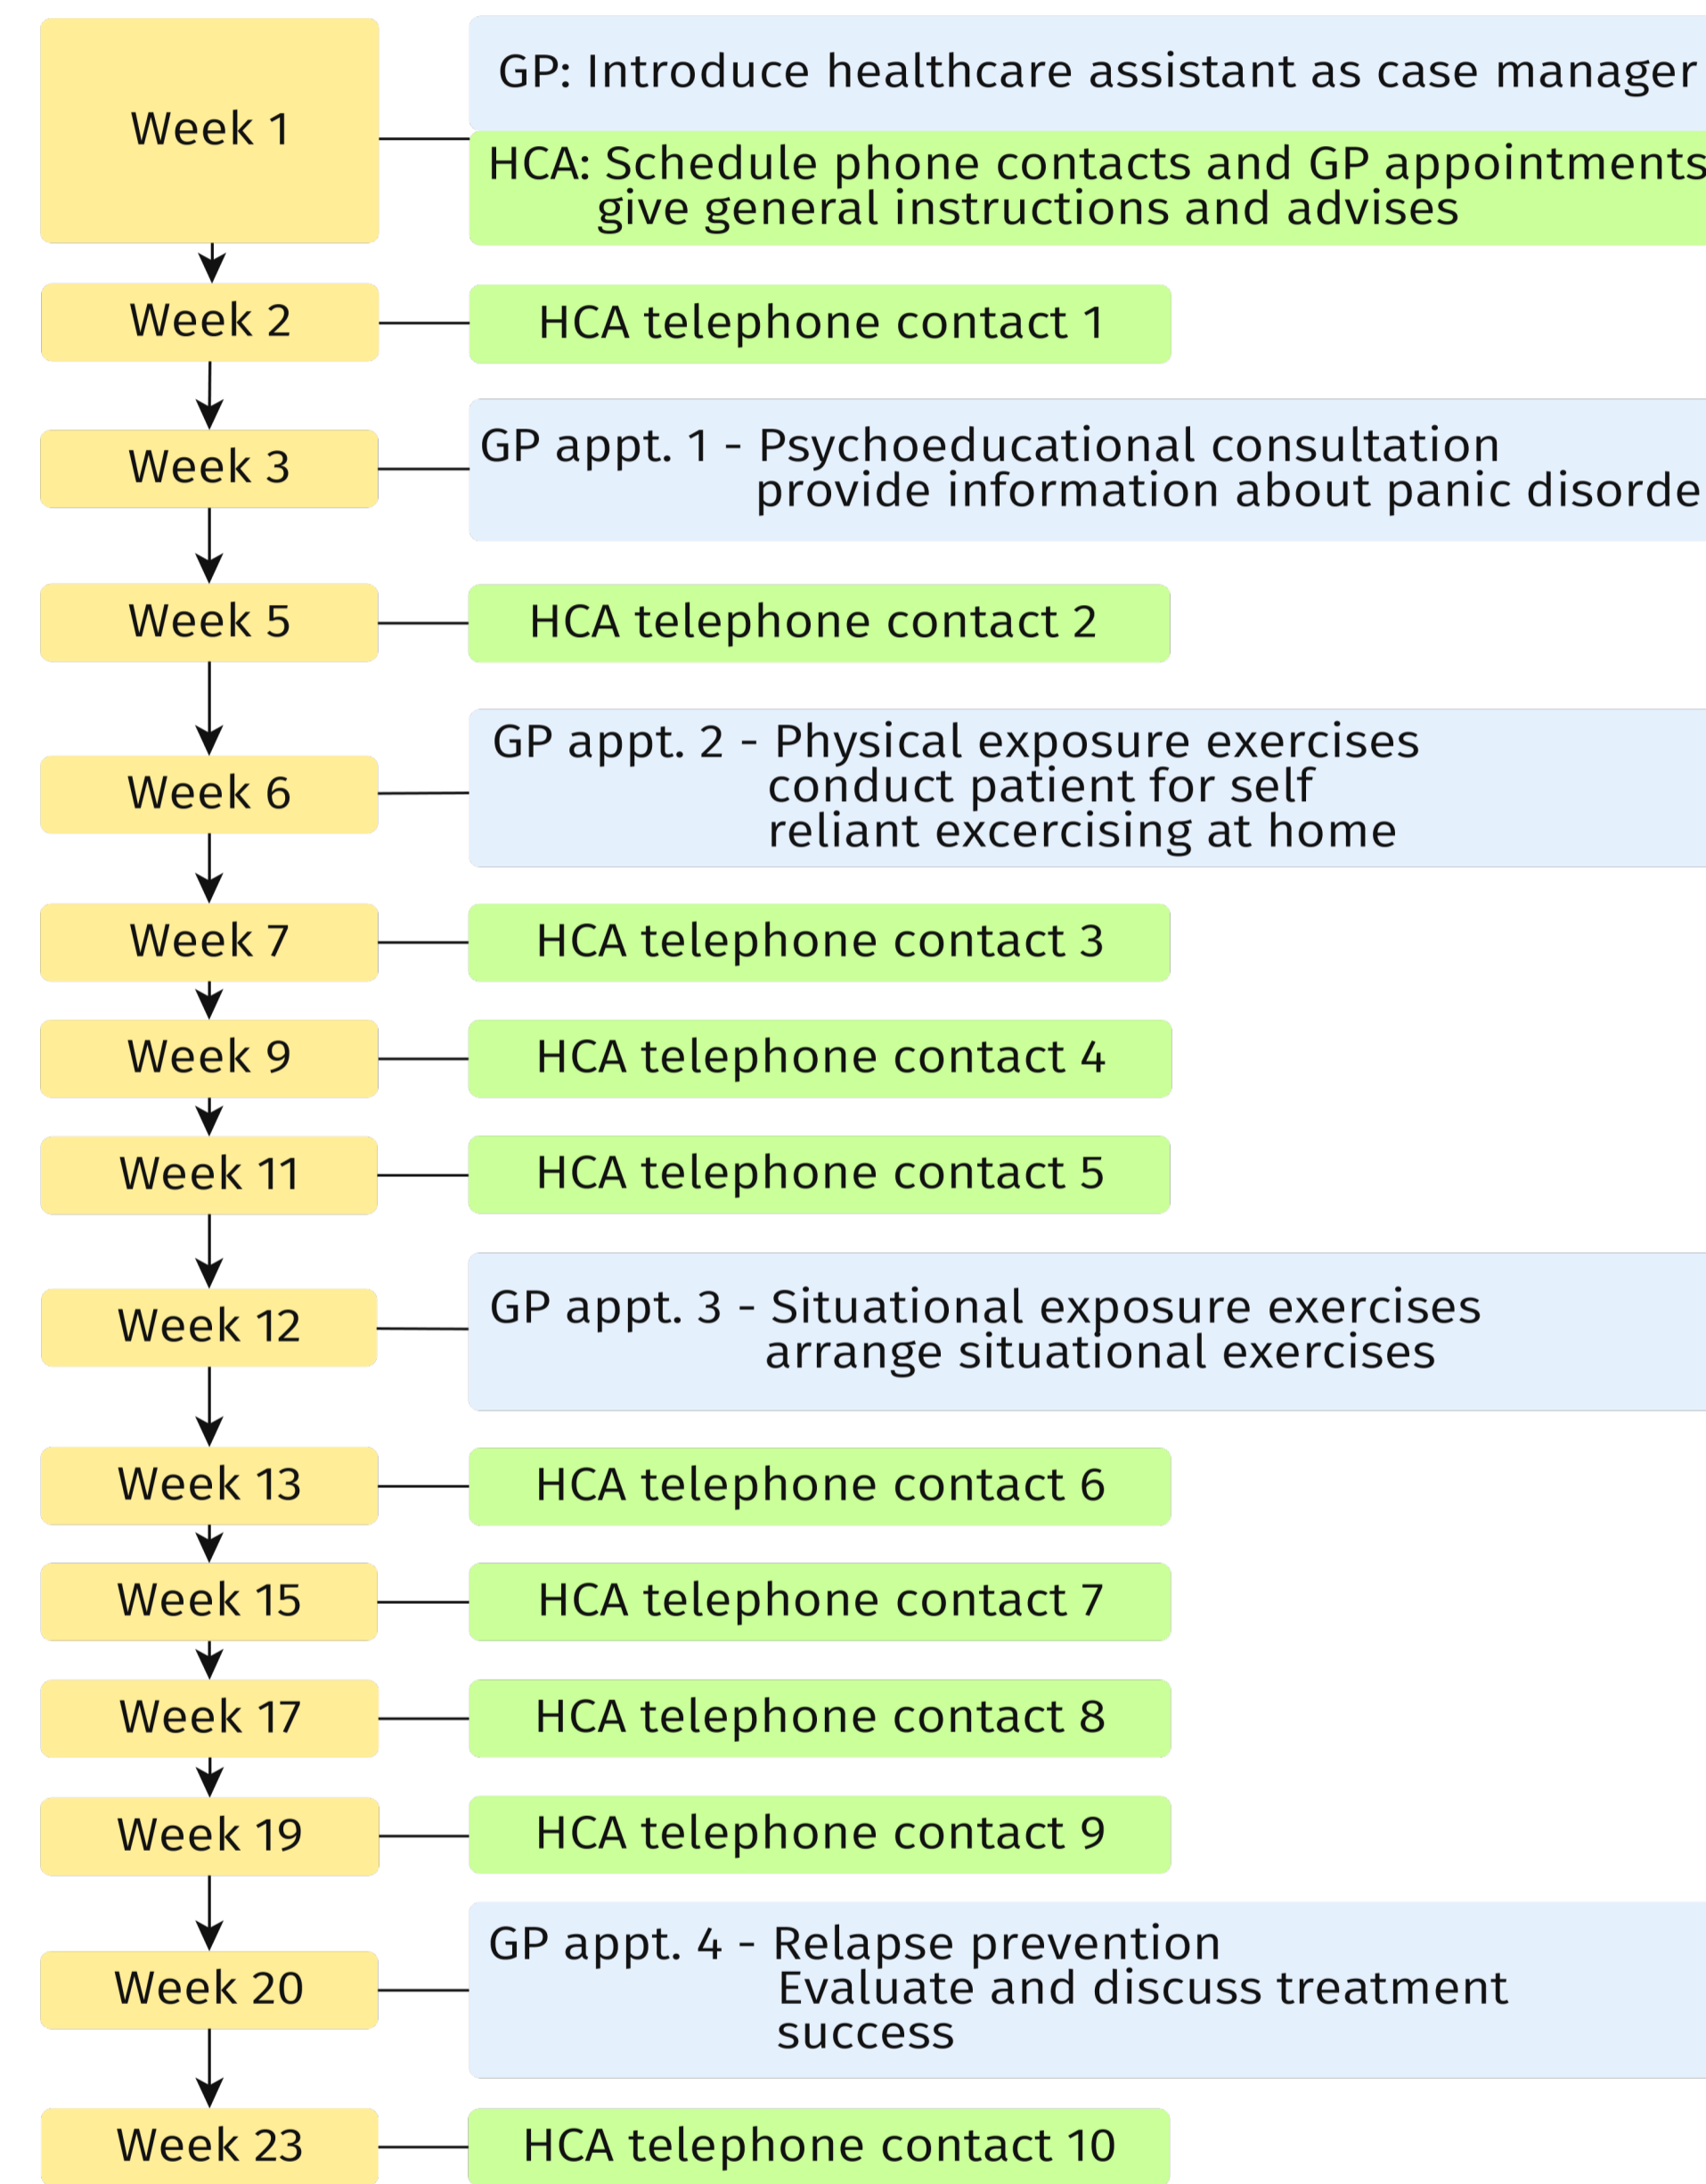 Week 1
GP: Introduce healthcare assistant as case manager
HCA: Schedule phone contacts and GP appointments
give general instructions and advises
Week 2
HCA telephone contact 1
Week 3
GP appt. 1 - Psychoeducational consultation
provide information about panic disorde
Week 5
HCA telephone contact 2
Week 6
GP appt. 2 - Physical exposure exercises
conduct patient for self
reliant excercising at home
Week 7
HCA telephone contact 3
Week 9
HCA telephone contact 4
Week 11
HCA telephone contact 5
Week 12
GP appt. 3 - Situational exposure exercises
arrange situational exercises
Week 13
HCA telephone contact 6
Week 15
HCA telephone contact 7
Week 17
HCA telephone contact 8
Week 19
HCA telephone contact 9
Week 20
GP appt. 4 - Relapse prevention
Evaluate and discuss treatment
success
Week 23
HCA telephone contact 10